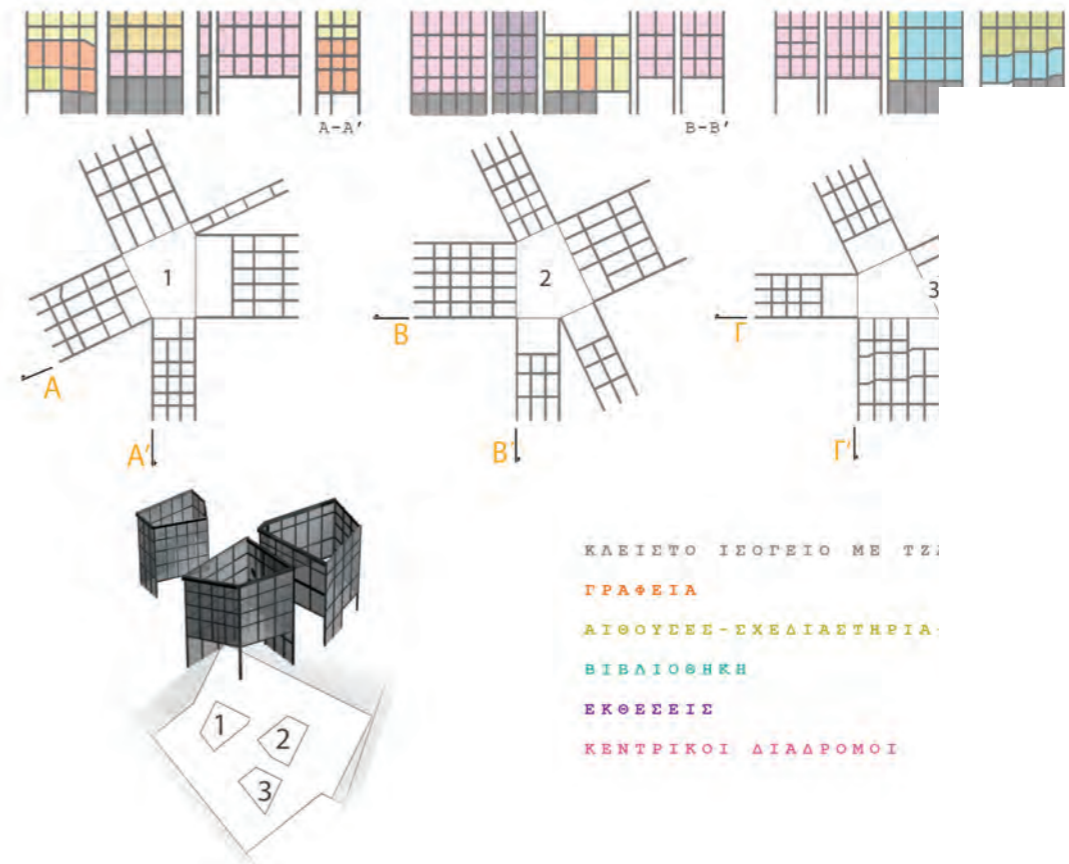 Α-Α'
Β-Β'
1
2
3
Α
Β
Γ
Α'
Β'
Γ'
ΚΛΕΙΣΤΟ ΙΣΟΓΕΙΟ ΜΕ
ΓΡΑΦΕΙΑ
ΑΙΘΟΥΣΕΣ-ΣΧΕΔΙΑΣΤΗΡΙΑ-
ΒΙΒΛΙΟΘΗΚΗ
ΕΚΘΕΣΕΙΣ
ΚΕΝΤΡΙΚΟΙ ΔΙΑΔΡΟΜΟΙ
1
2
3